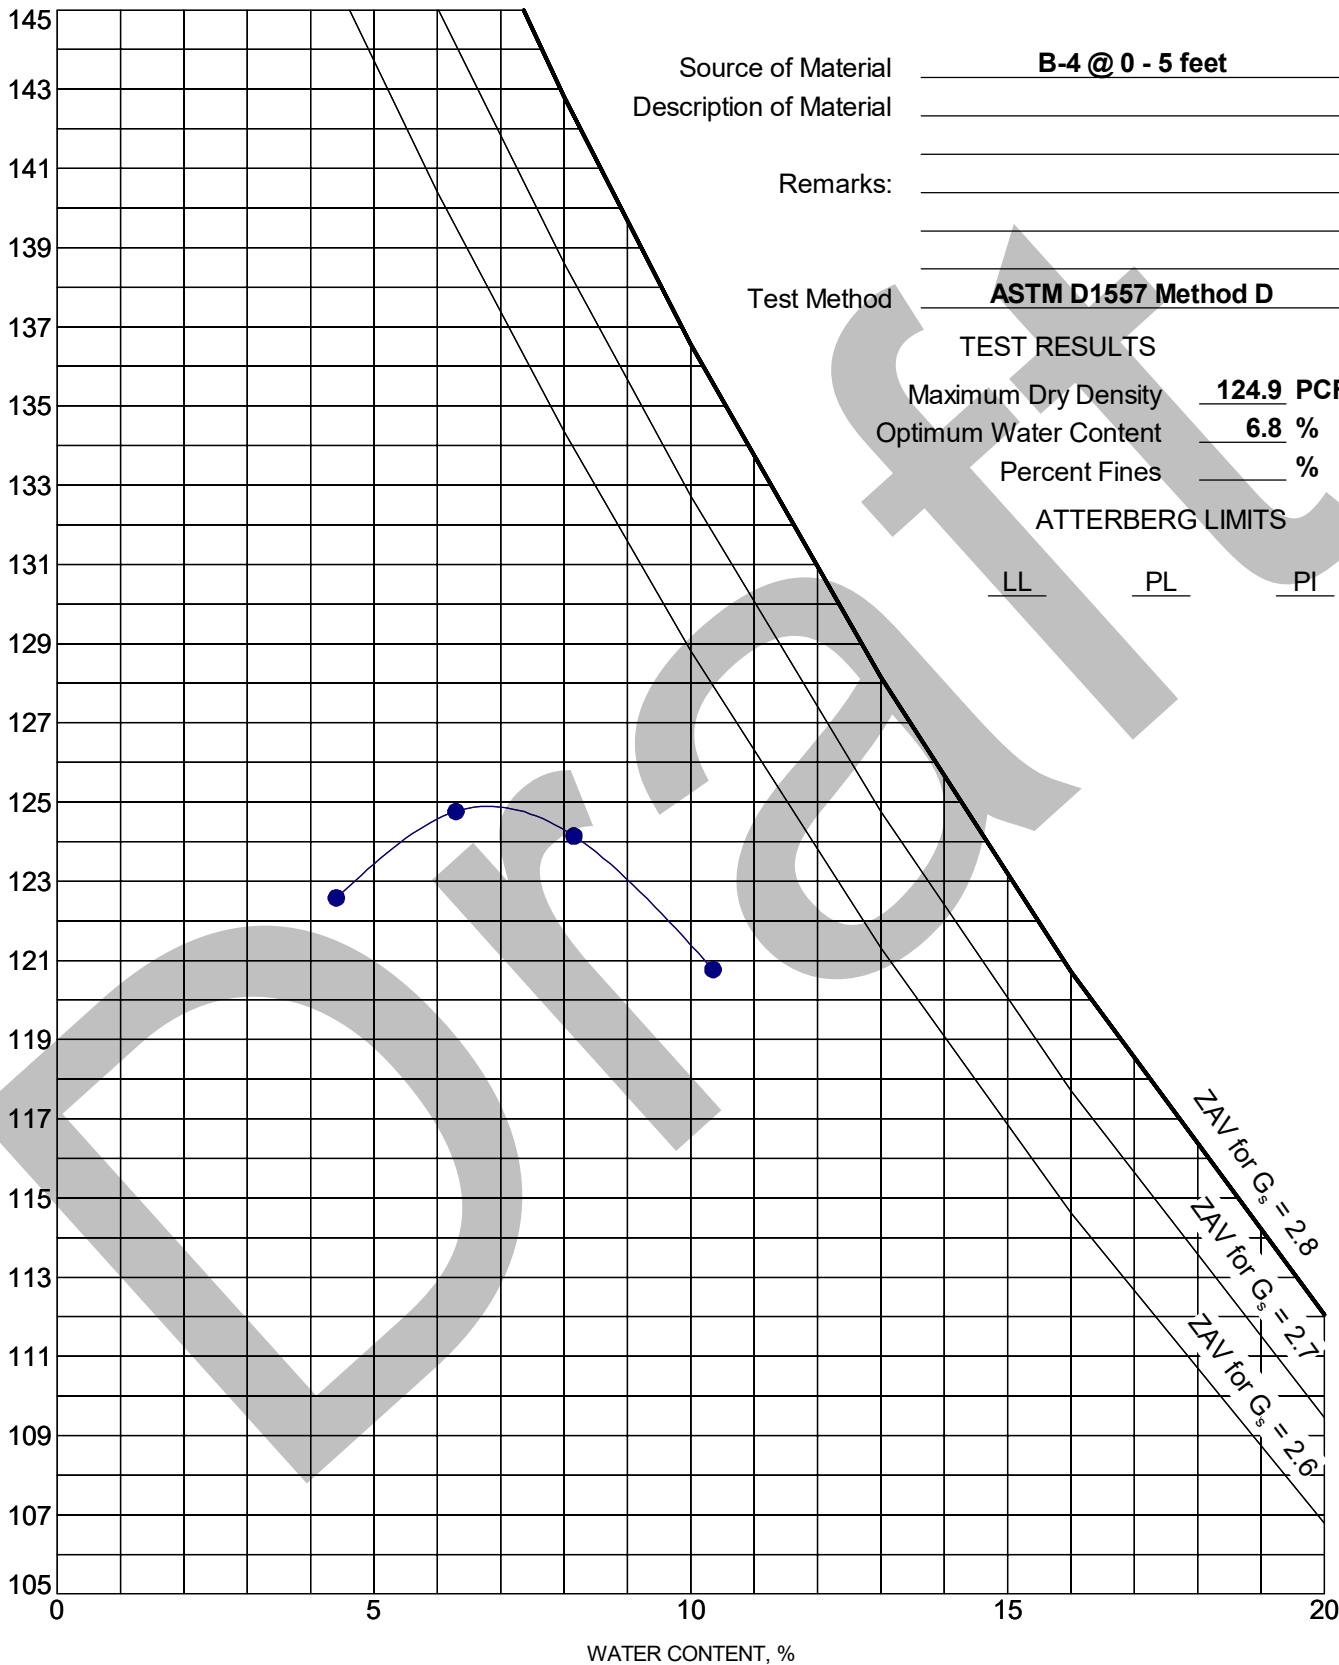 Source of Material B-4 @ 0 - 5 feet
Description of Material
Remarks:
Test Method ASTM D1557 Method D
TEST RESULTS
Maximum Dry Density 124.9 PCF
Optimum Water Content 6.8 %
Percent Fines %
ATTERBERG LIMITS
LL PL PI
145
143
141
139
137
135
133
131
129
127
125
123
121
119
117
115
113
111
109
107
105
ZAV for Gs = 2.8
ZAV for Gs = 2.7
ZAV for Gs = 2.6
0 5 10 15 20
WATER CONTENT, %
Draft